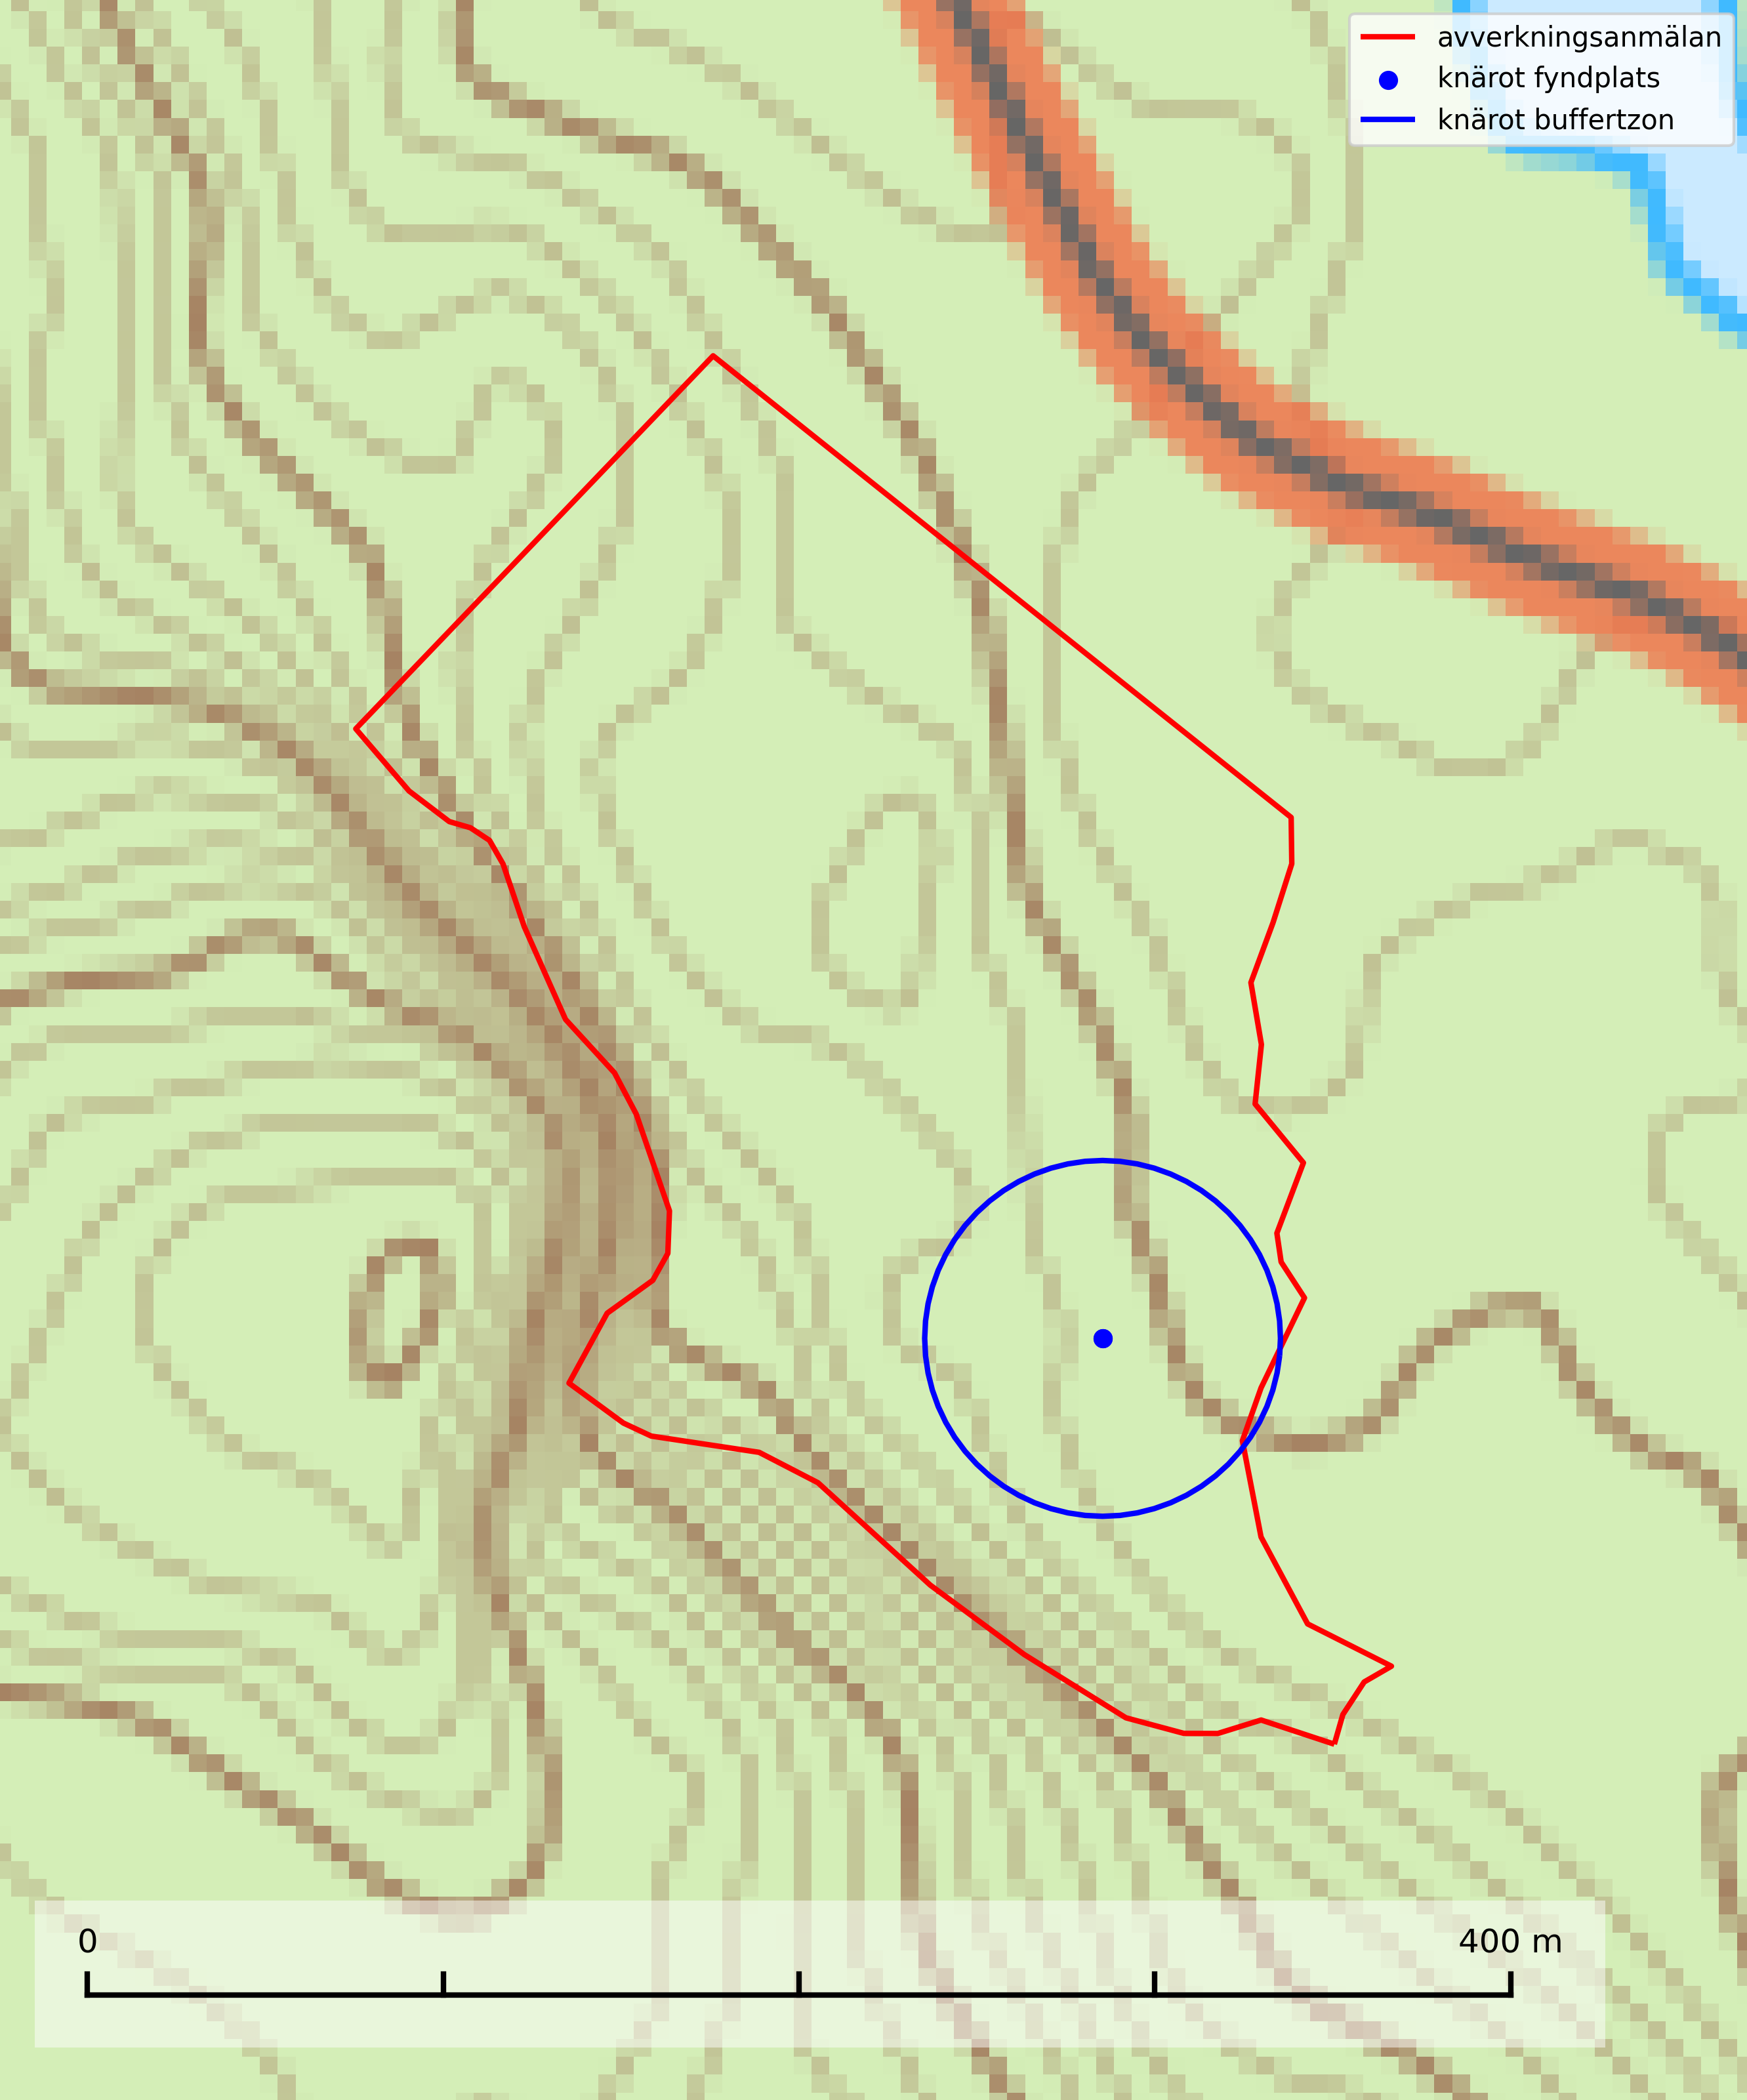 avverkningsanmälan
knärot fyndplats
knärot buffertzon
0 400 m